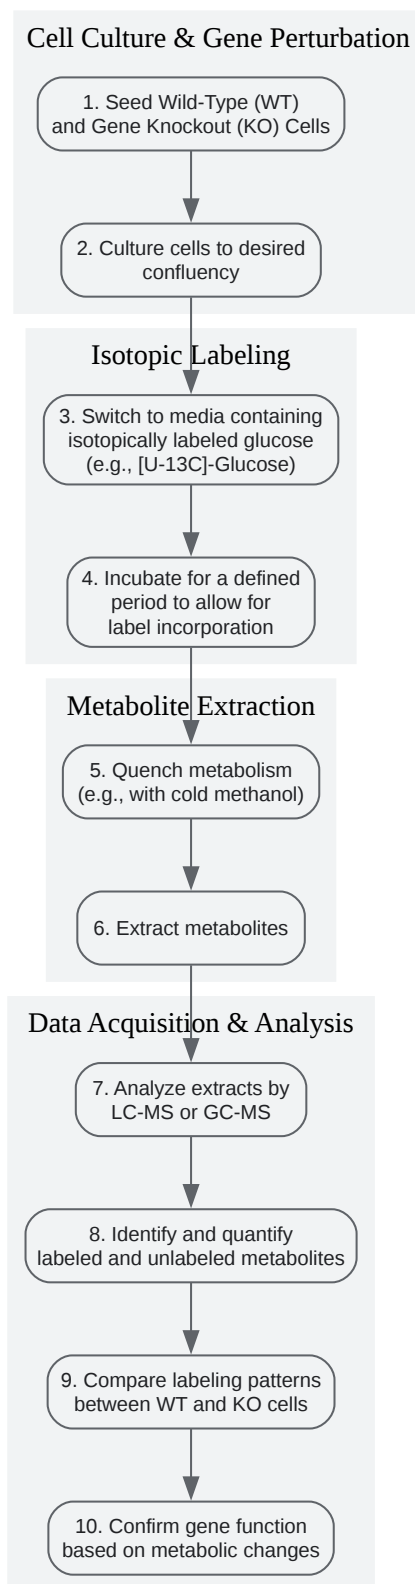 Cell Culture & Gene Perturbation
1. Seed Wild-Type (WT)
and Gene Knockout (KO) Cells
2. Culture cells to desired
confluency
Isotopic Labeling
3. Switch to media containing
isotopically labeled glucose
(e.g., [U-13C]-Glucose)
4. Incubate for a defined
period to allow for
label incorporation
Metabolite Extraction
5. Quench metabolism
(e.g., with cold methanol)
6. Extract metabolites
Data Acquisition & Analysis
7. Analyze extracts by
LC-MS or GC-MS
8. Identify and quantify
labeled and unlabeled metabolites
9. Compare labeling patterns
between WT and KO cells
10. Confirm gene function
based on metabolic changes